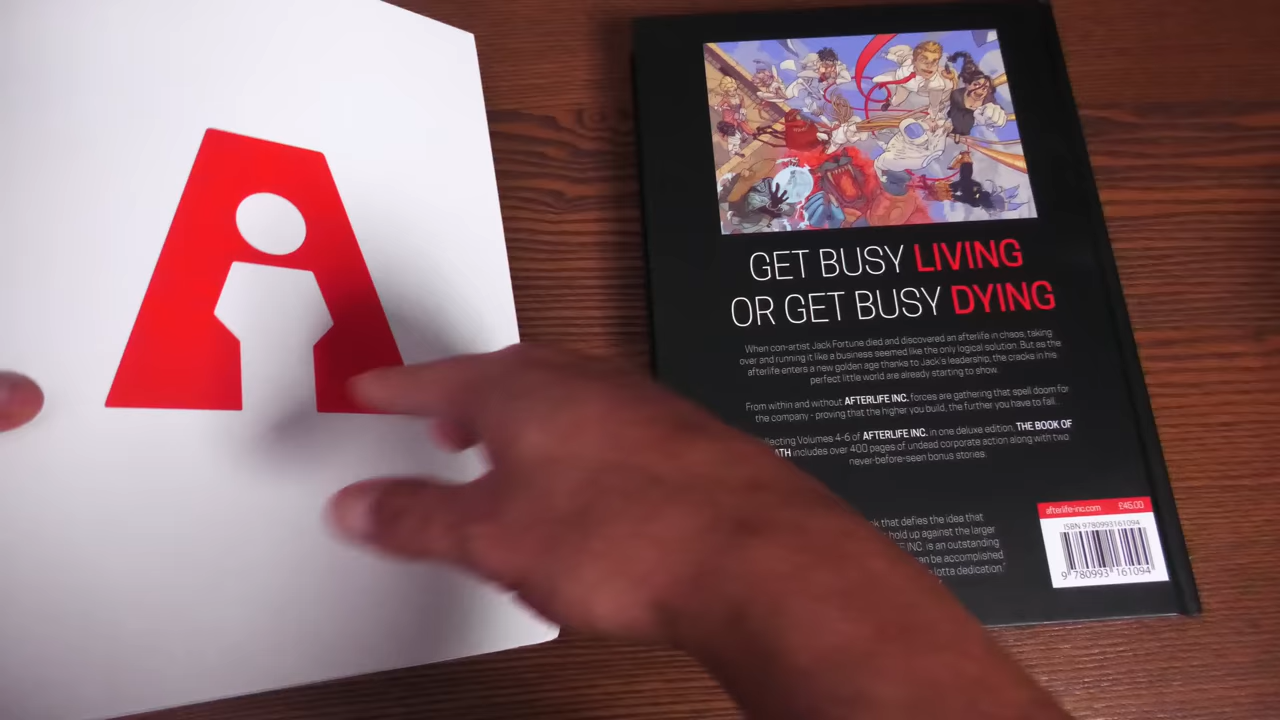 GET BUSY LIVING
OR GET BUSY DYING
When con-artist Jack Fortune died and discovered an afterlife in chaos, taking
over and running it like a business seemed like the only logical solution. But as the
afterlife enters a new golden age thanks to Jack's leadership, the cracks in his
perfect little world are already starting to show.
From within and without AFTERLIFE INC. forces are gathering that spell doom for
the company - proving that the higher you build, the further you have to fall.
Volumes 4-6 of AFTERLIFE INC. in one deluxe edition, THE BOOK OF
includes over 400 pages of undead corporate action along with two
never-before-seen bonus stories.
that defies the idea that
hold up against the larger
INC. is an outstanding
can be accomplished
lotta dedication."
afterlife-inc.com £45.00
ISBN 9780993161094
9 780993 161094